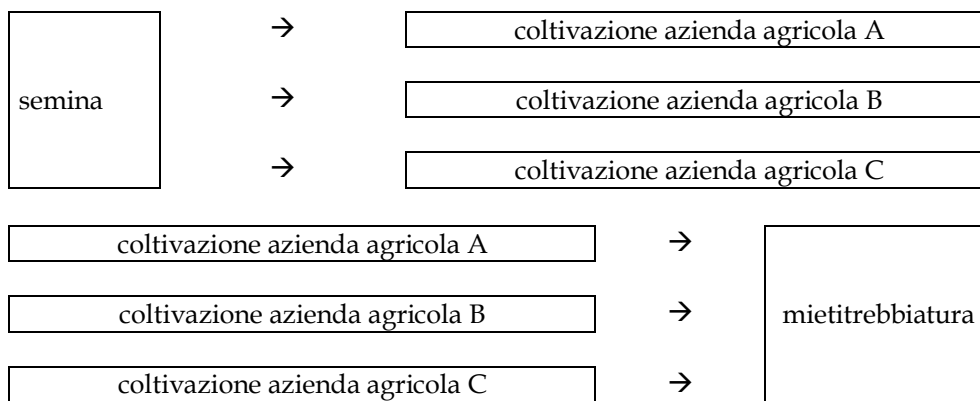 → coltivazione azienda agricola A
semina → coltivazione azienda agricola B
→ coltivazione azienda agricola C
coltivazione azienda agricola A →
coltivazione azienda agricola B → mietitrebbiatura
coltivazione azienda agricola C →